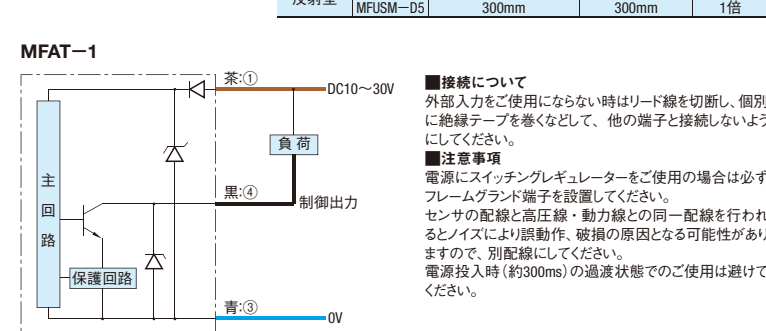 MFUSM－D5 300mm 300mm 1倍
MFAT－1
茶:①
DC10～30V
負 荷
黒:④
制御出力
主
回
路
保護回路
青:③
0V
■接続について
外部入力をご使用にならない時はリード線を切断し、個別
に絶縁テープを巻くなどして、他の端子と接続しないよう
にしてください。
■注意事項
電源にスイッチングレギュレーターをご使用の場合は必ず
フレームグランド端子を設置してください。
センサの配線と高圧線・動力線との同一配線を行われ
るとノイズにより誤動作、破損の原因となる可能性があり
ますので、別配線にしてください。
電源投入時(約300ms)の過渡状態でのご使用は避けて
ください。